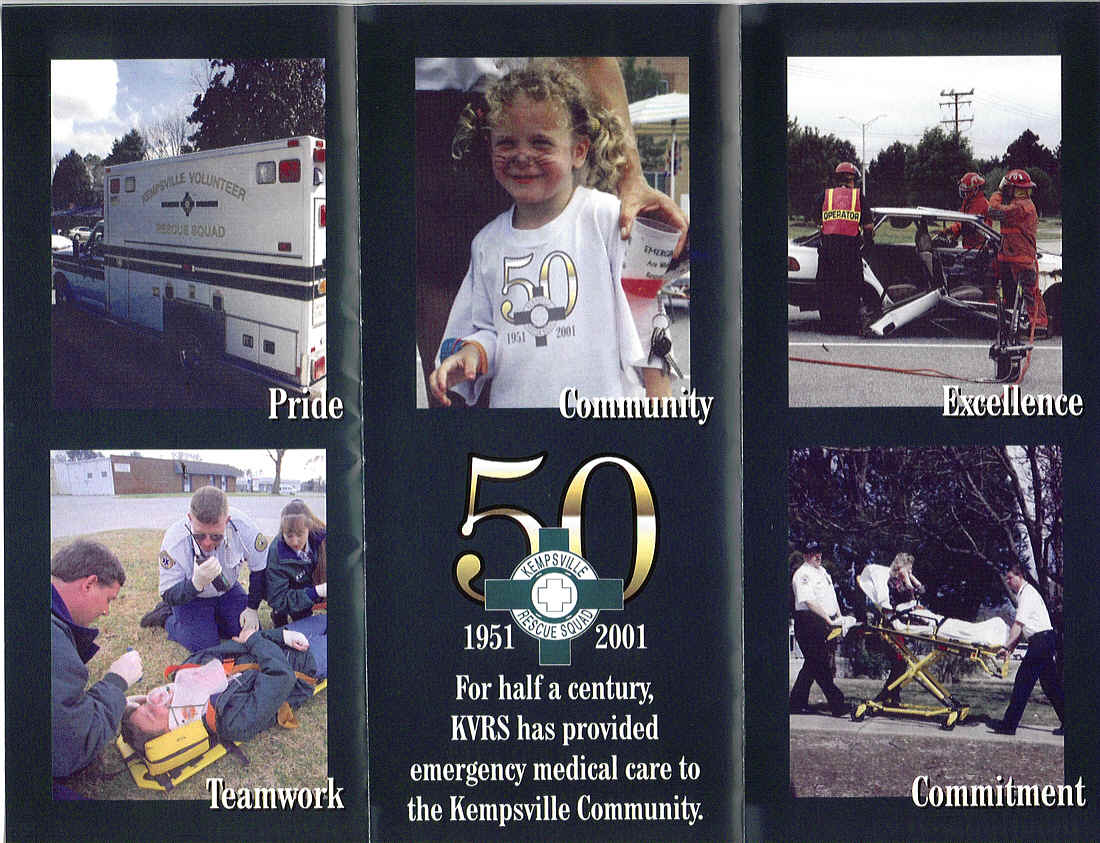 KEMPSVILLE VOLUNTEER
RESCUE SQUAD
Pride
50
1951 2001
EMERG
Community
OPERATOR
Excellence
Teamwork
50
KEMPSVILLE
RESCUE SQUAD
1951 2001
For half a century,
KVRS has provided
emergency medical care to
the Kempsville Community.
Commitment